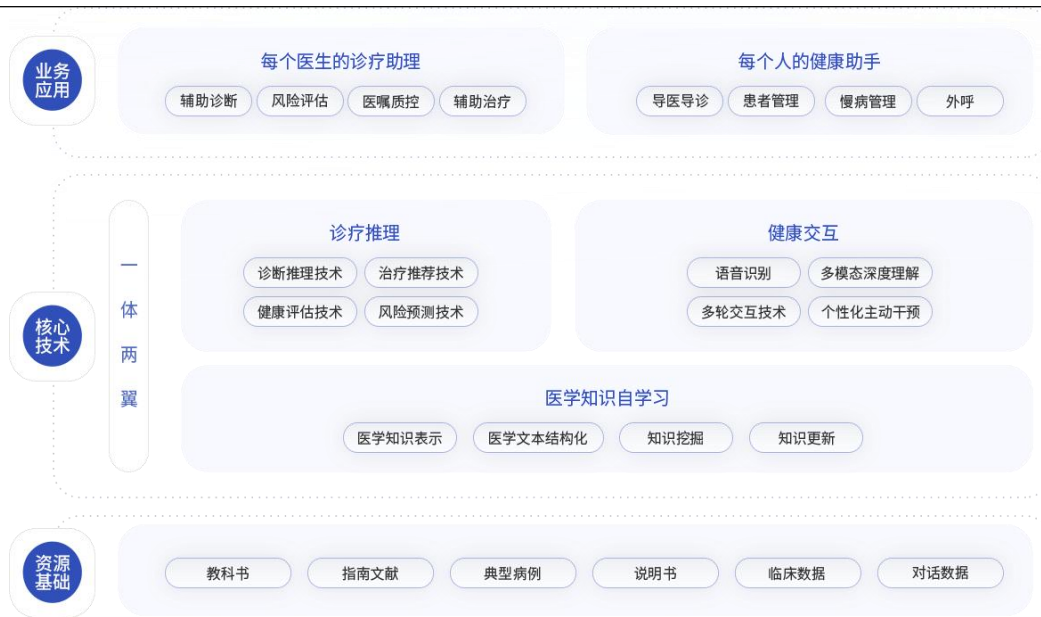 业务
应用
每个医生的诊疗助理
辅助诊断 风险评估 医嘱质控 辅助治疗
每个人的健康助手
导医导诊 患者管理 慢病管理 外呼
核心
技术
一
体
两
翼
诊疗推理
诊断推理技术 治疗推荐技术
健康评估技术 风险预测技术
健康交互
语音识别 多模态深度理解
多轮交互技术 个性化主动干预
医学知识自学习
医学知识表示 医学文本结构化 知识挖掘 知识更新
资源
基础
教科书 指南文献 典型病例 说明书 临床数据 对话数据